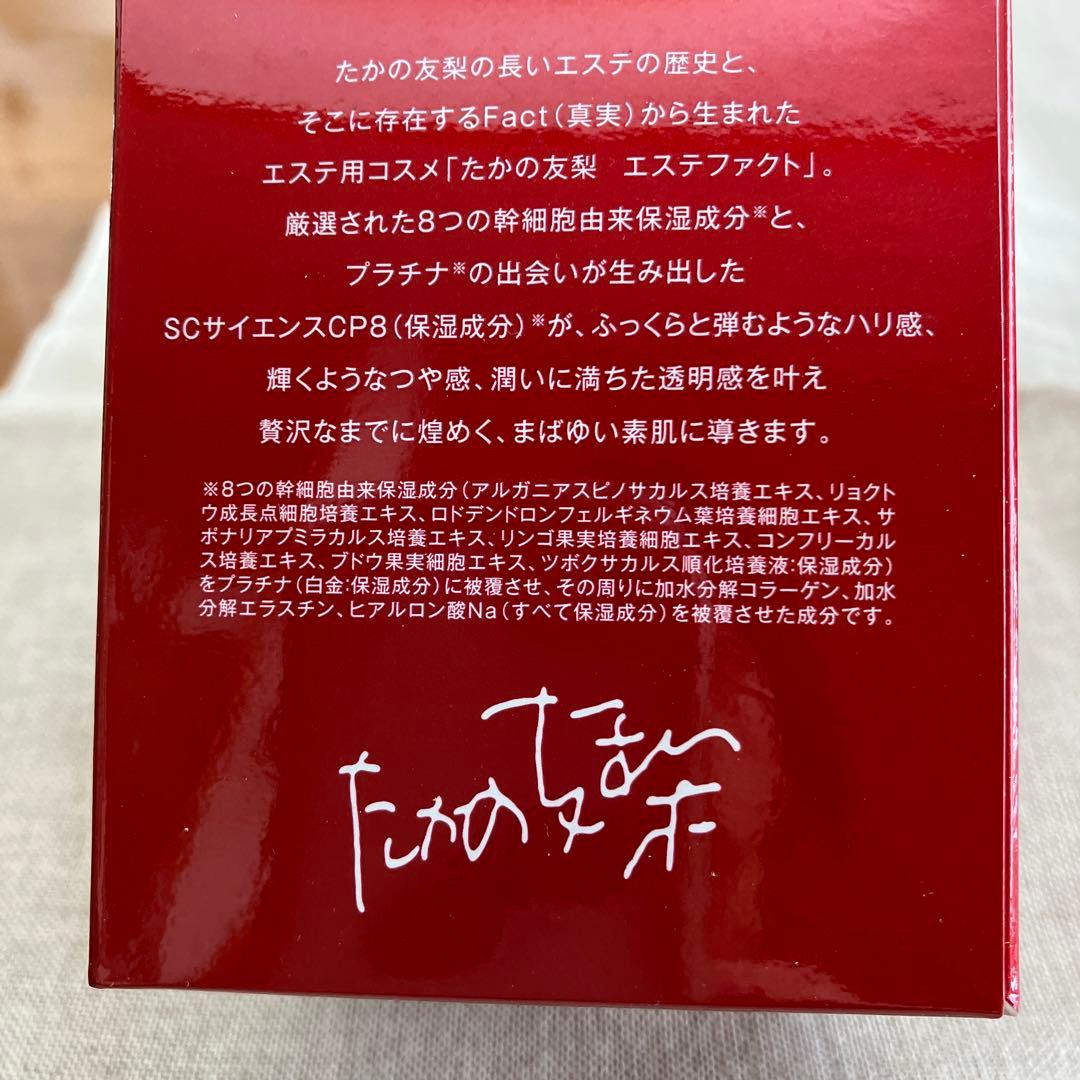 たかの友梨の長いエステの歴史と、
そこに存在するFact(真実)から生まれた
エステ用コスメ「たかの友梨　エステファクト」。
厳選された8つの幹細胞由来保湿成分※と、
プラチナ※の出会いが生み出した
SCサイエンスCP8(保湿成分)※が、ふっくらと弾むようなハリ感、
輝くようなつや感、潤いに満ちた透明感を叶え
贅沢なまでに煌めく、まばゆい素肌に導きます。
※8つの幹細胞由来保湿成分(アルガニアスピノサカルス培養エキス、リョクト
ウ成長点細胞培養エキス、ロドデンドロンフェルギネウム葉培養細胞エキス、サ
ポナリアプミラカルス培養エキス、リンゴ果実培養細胞エキス、コンフリーカル
ス培養エキス、ブドウ果実細胞エキス、ツボクサカルス順化培養液:保湿成分)
をプラチナ(白金:保湿成分)に被覆させ、その周りに加水分解コラーゲン、加水
分解エラスチン、ヒアルロン酸Na(すべて保湿成分)を被覆させた成分です。
たかの友梨